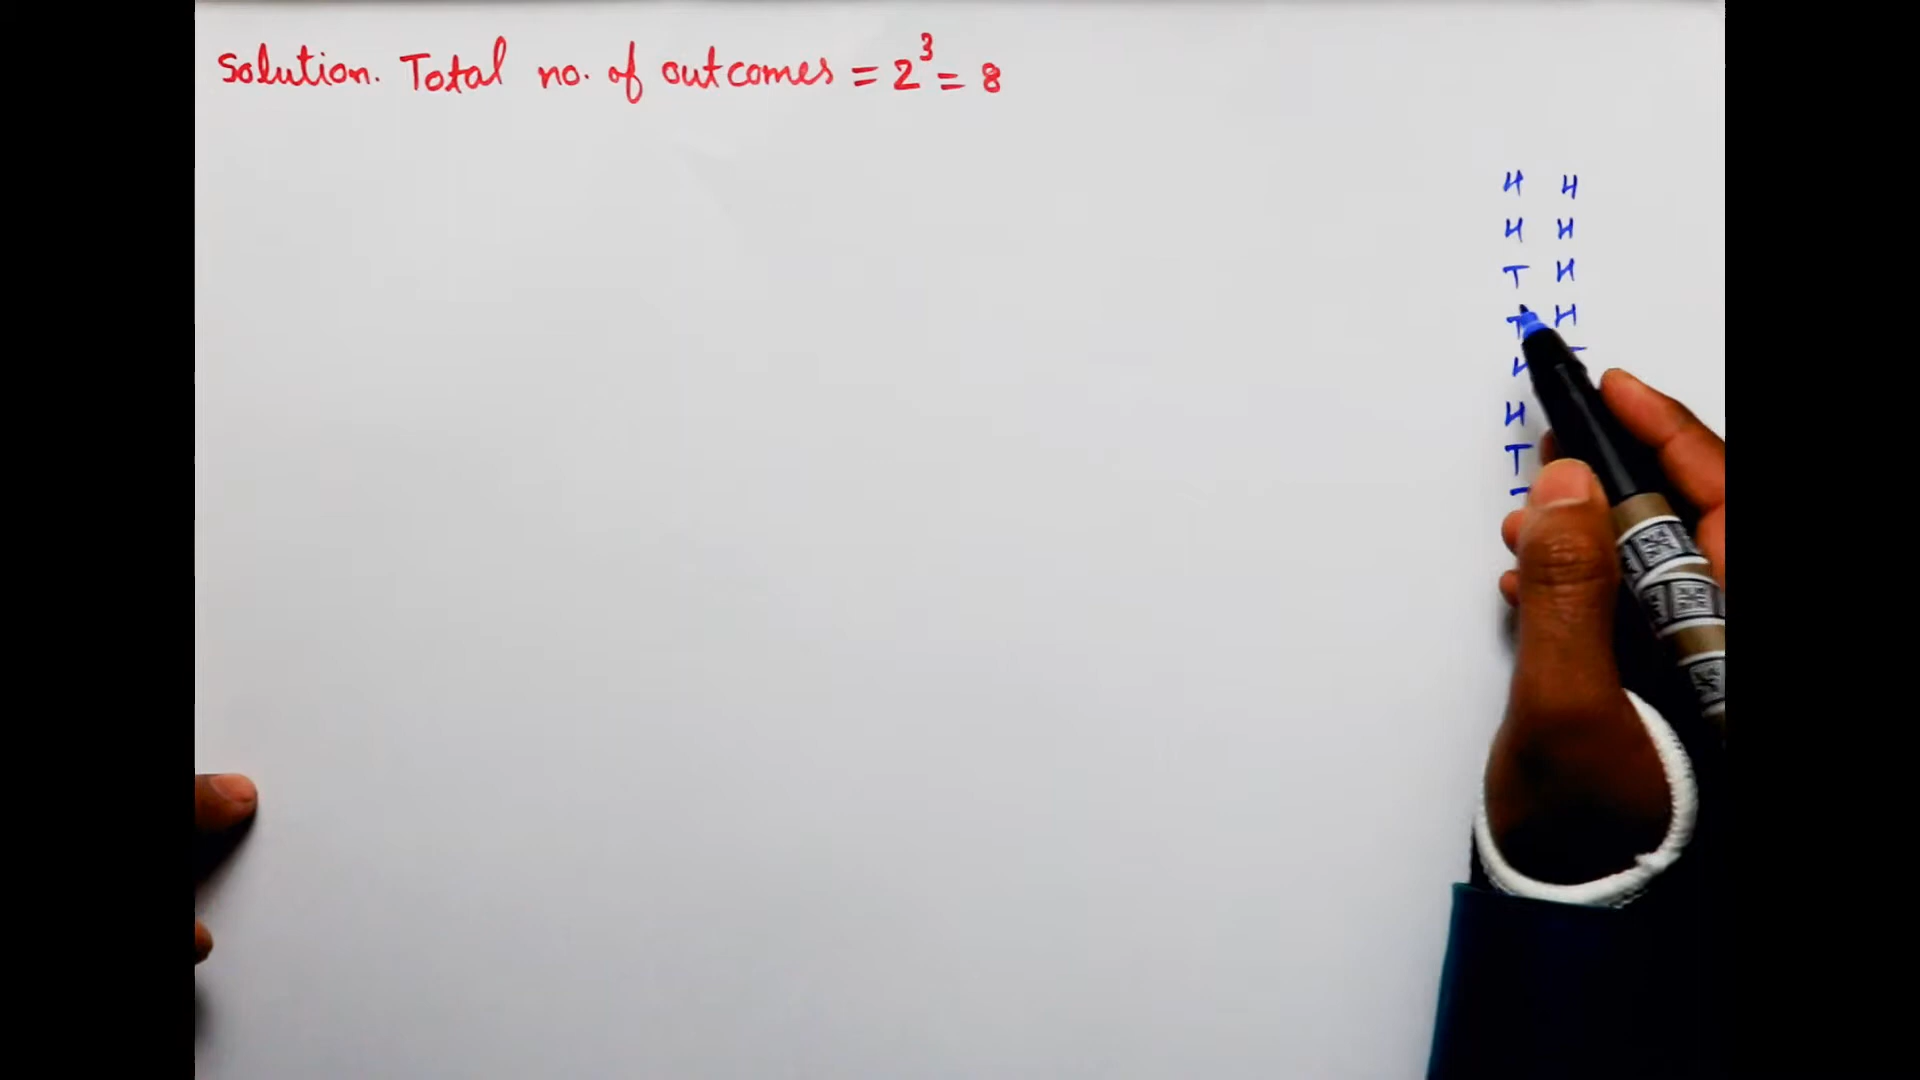 Solution. Total no. of outcomes = 2³ = 8
H H
H H
T H
T H
H T
H
T
T